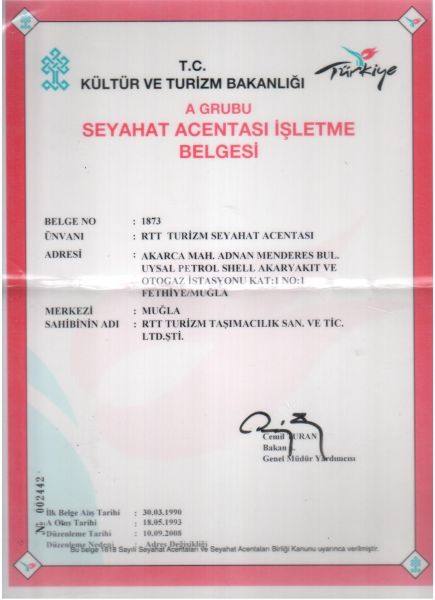 T.C.
KÜLTÜR VE TURİZM BAKANLIĞI
Türkiye
A GRUBU
SEYAHAT ACENTASI İŞLETME
BELGESİ
BELGE NO : 1873
ÜNVANI : RTT TURİZM SEYAHAT ACENTASI
ADRESİ : AKARCA MAH. ADNAN MENDERES BUL.
UYSAL PETROL SHELL AKARYAKIT VE
OTOGAZ İSTASYONU KAT:1 NO:1
FETHİYE/MUĞLA
MERKEZİ : MUĞLA
SAHİBİNİN ADI : RTT TURİZM TAŞIMACILIK SAN. VE TİC.
LTD.ŞTİ.
Cemil TURAN
Bakan a.
Genel Müdür Yardımcısı
№ 002442
İlk Belge Alış Tarihi : 30.03.1990
A Oluş Tarihi : 18.05.1993
Düzenleme Tarihi : 10.09.2008
Düzenleme Nedeni : Adres Değişikliği
Bu belge 1618 Sayılı Seyahat Acentaları ve Seyahat Acentaları Birliği Kanunu uyarınca verilmiştir.